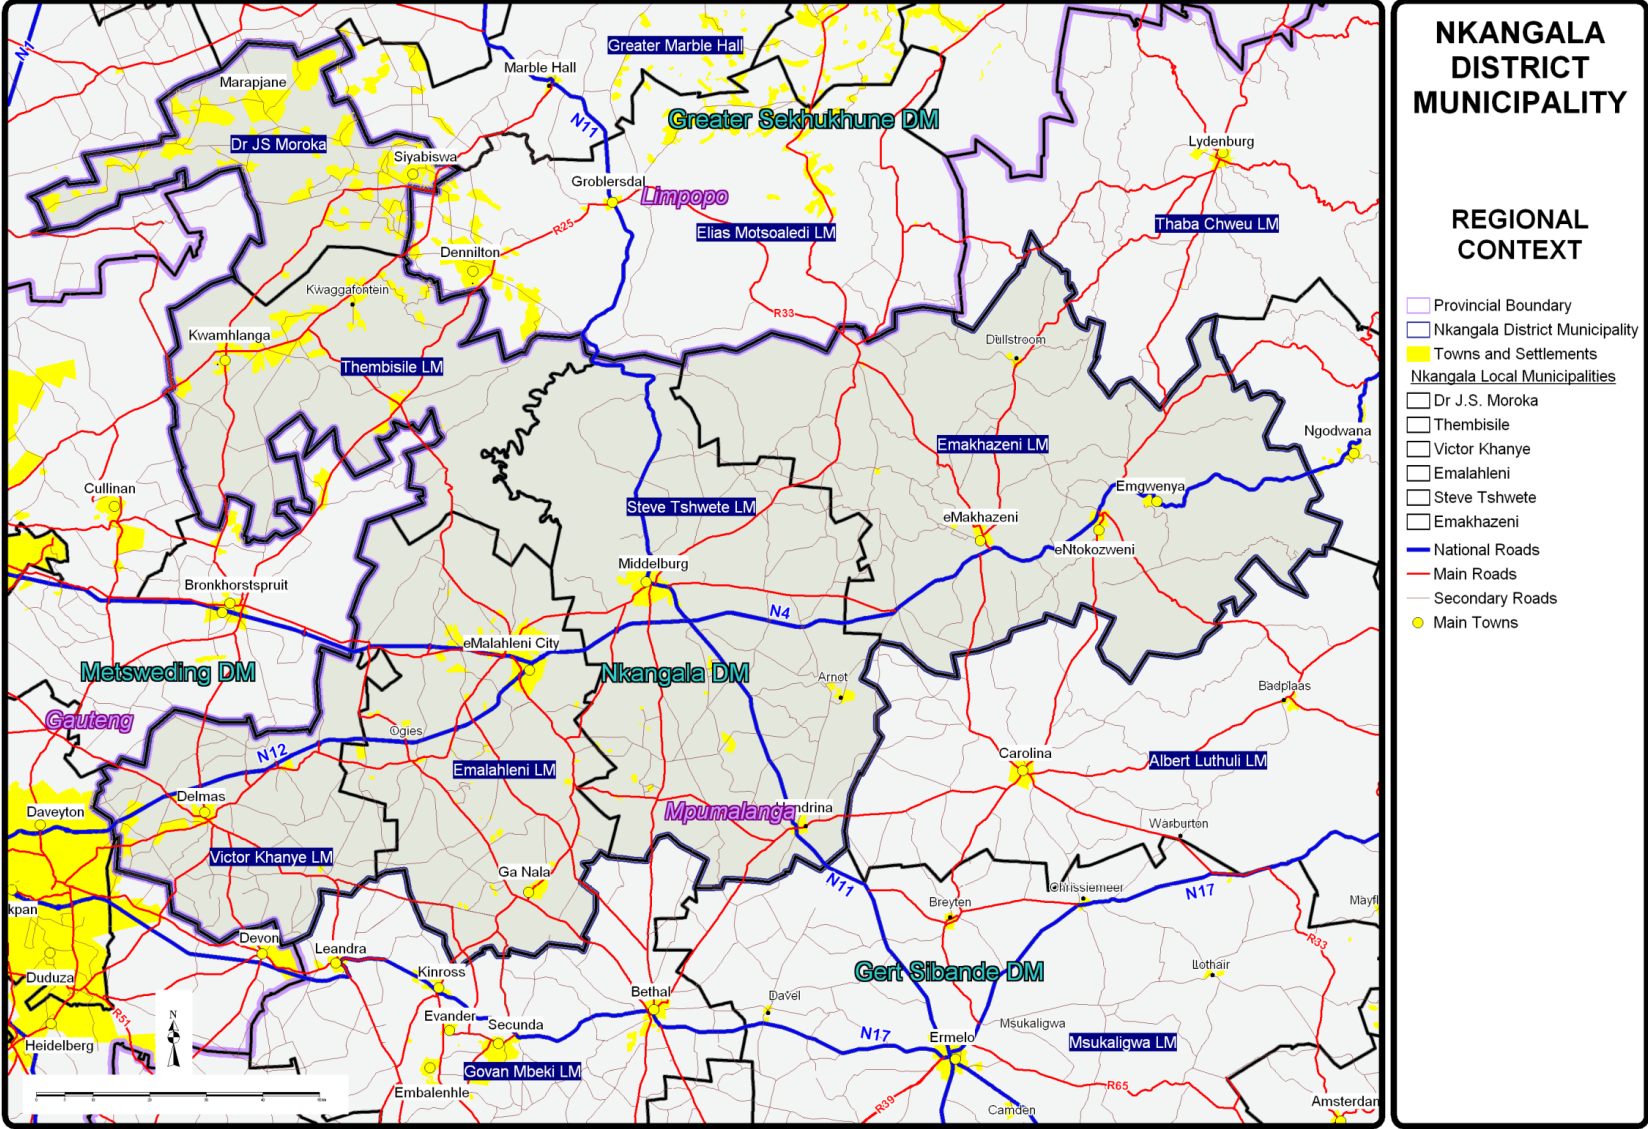 NKANGALA
DISTRICT
MUNICIPALITY
REGIONAL
CONTEXT
Provincial Boundary
Nkangala District Municipality
Towns and Settlements
Nkangala Local Municipalities
Dr J.S. Moroka
Thembisile
Victor Khanye
Emalahleni
Steve Tshwete
Emakhazeni
National Roads
Main Roads
Secondary Roads
Main Towns
N1
Greater Marble Hall
Marble Hall
Marapjane
N11
Greater Sekhukhune DM
Dr JS Moroka
Siyabiswa
Lydenburg
Groblersdal
Limpopo
R25
Elias Motsoaledi LM
Thaba Chweu LM
Dennilton
Kwaggafontein
R33
Kwamhlanga
Dullstroom
Thembisile LM
Ngodwana
Emakhazeni LM
Cullinan
Emgwenya
Steve Tshwete LM
eMakhazeni
eNtokozweni
Middelburg
Bronkhorstspruit
N4
eMalahleni City
Metsweding DM
Nkangala DM
Arnot
Badplaas
Gauteng
Ogies
N12
Carolina
Albert Luthuli LM
Emalahleni LM
Delmas
Daveyton
Mpumalanga
Hendrina
Warburton
Victor Khanye LM
Ga Nala
N11
Chrissiemeer
N17
Breyten
Mayfl
kpan
Devon
Leandra
R33
Kinross
Gert Sibande DM
Lothair
Duduza
Bethal
Davel
R51
N
Evander
Secunda
Msukaligwa
N17
Ermelo
Msukaligwa LM
Heidelberg
Govan Mbeki LM
R65
Embalenhle
R39
Camden
Amsterdan